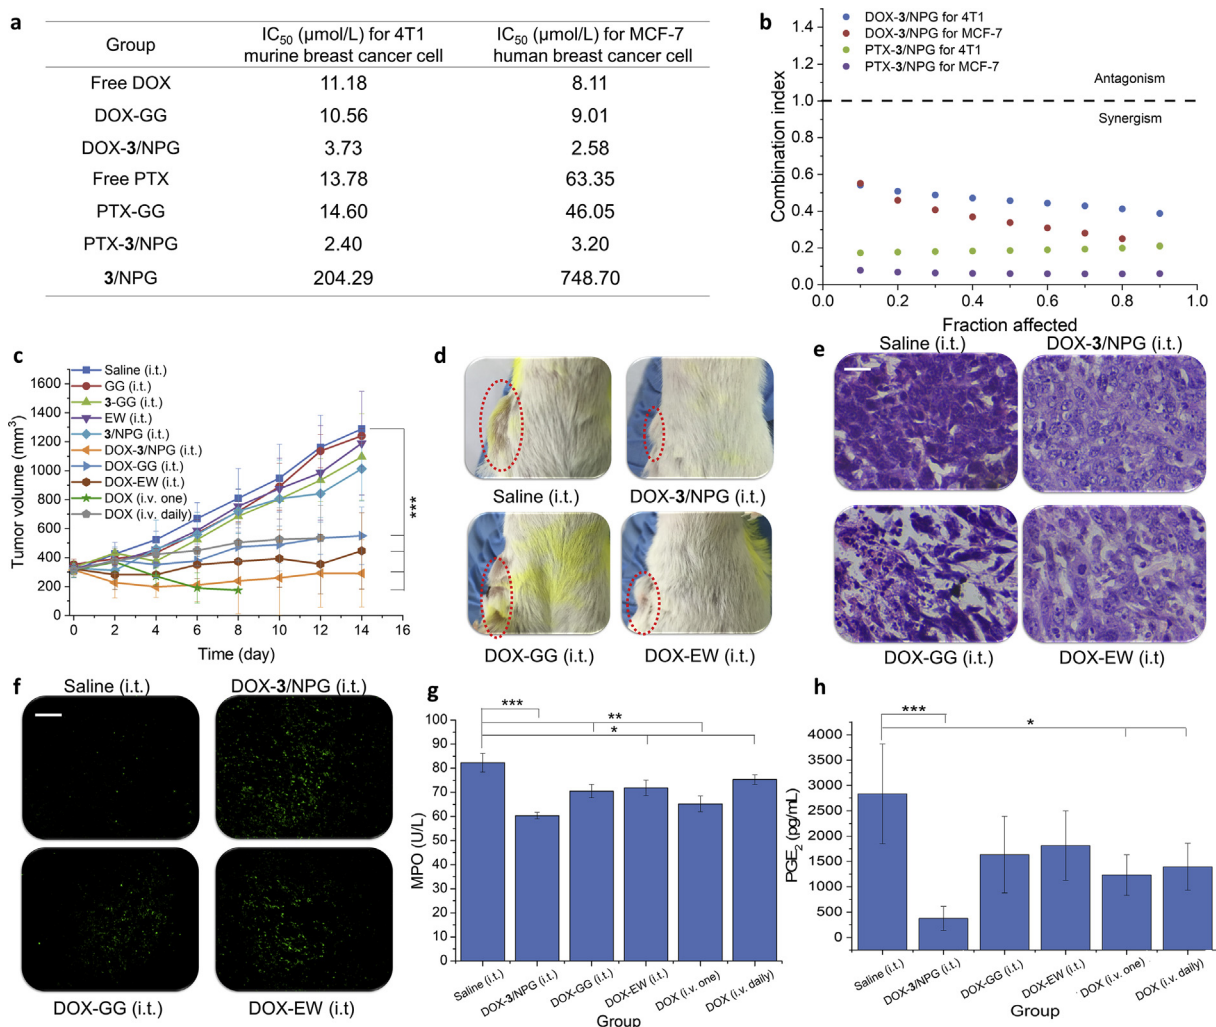 a
Group
IC50 (μmol/L) for 4T1
murine breast cancer cell
IC50 (μmol/L) for MCF-7
human breast cancer cell
Free DOX 11.18 8.11
DOX-GG 10.56 9.01
DOX-3/NPG 3.73 2.58
Free PTX 13.78 63.35
PTX-GG 14.60 46.05
PTX-3/NPG 2.40 3.20
3/NPG 204.29 748.70
b
DOX-3/NPG for 4T1
DOX-3/NPG for MCF-7
PTX-3/NPG for 4T1
PTX-3/NPG for MCF-7
Antagonism
Synergism
Combination index
1.4
1.2
1.0
0.8
0.6
0.4
0.2
0.0
0.0 0.2 0.4 0.6 0.8 1.0
Fraction affected
c
Saline (i.t.)
GG (i.t.)
3-GG (i.t.)
EW (i.t.)
3/NPG (i.t.)
DOX-3/NPG (i.t.)
DOX-GG (i.t.)
DOX-EW (i.t.)
DOX (i.v. one)
DOX (i.v. daily)
***
Tumor volume (mm3)
1600
1400
1200
1000
800
600
400
200
0
0 2 4 6 8 10 12 14 16
Time (day)
d
Saline (i.t.) DOX-3/NPG (i.t.)
DOX-GG (i.t.) DOX-EW (i.t.)
e
Saline (i.t.) DOX-3/NPG (i.t.)
DOX-GG (i.t.) DOX-EW (i.t)
f
Saline (i.t.) DOX-3/NPG (i.t.)
DOX-GG (i.t.) DOX-EW (i.t)
g
***
**
*
MPO (U/L)
100
90
80
70
60
50
40
30
20
10
0
Saline (i.t.) DOX-3/NPG (i.t.) DOX-GG (i.t.) DOX-EW (i.t.) DOX (i.v. one) DOX (i.v. daily)
Group
h
***
*
PGE2 (pg/mL)
4000
3500
2500
2000
1500
1000
500
0
Saline (i.t.) DOX-3/NPG (i.t.) DOX-GG (i.t.) DOX-EW (i.t.) DOX (i.v. one) DOX (i.v. daily)
Group